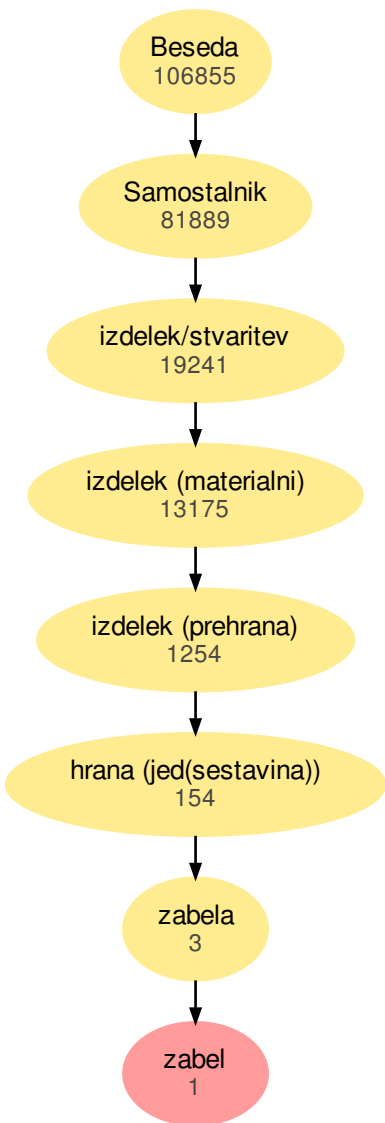 Beseda
106855
Samostalnik
81889
izdelek/stvaritev
19241
izdelek (materialni)
13175
izdelek (prehrana)
1254
hrana (jed(sestavina))
154
zabela
3
zabel
1